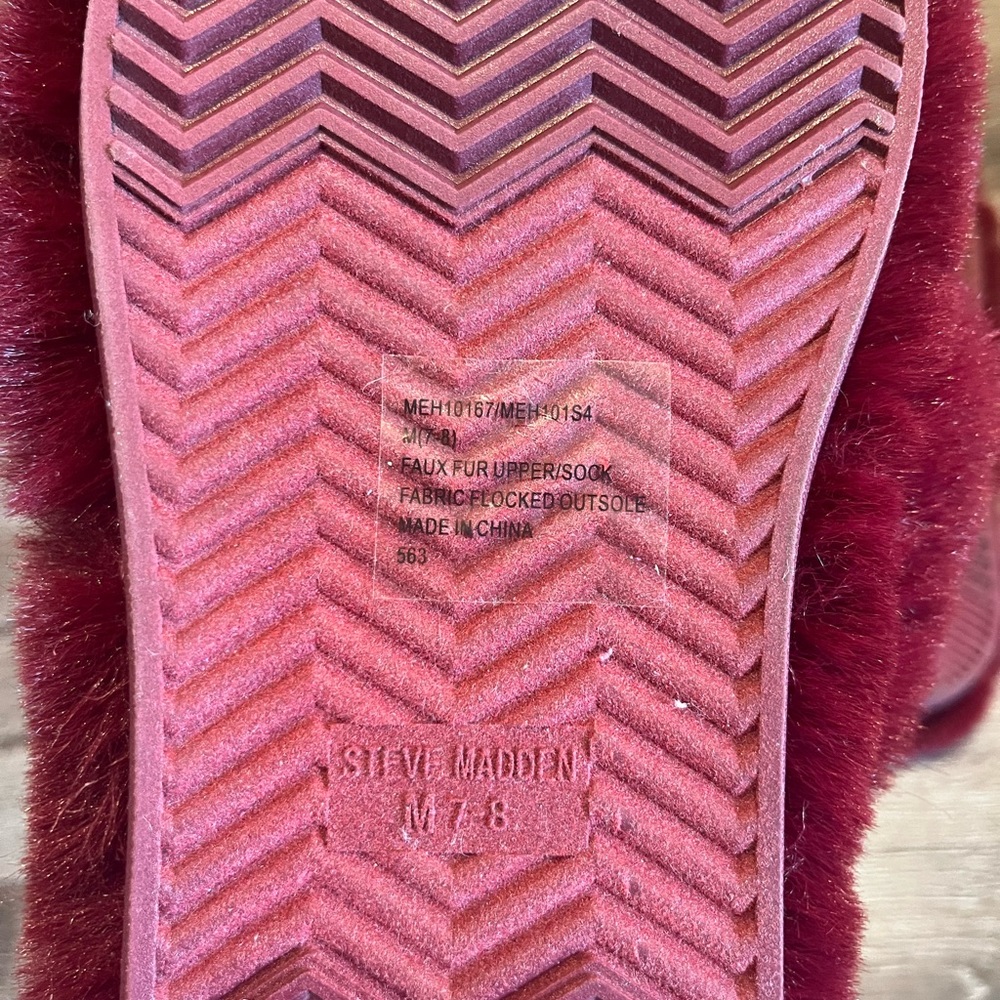 MEH10167/MEH101S4
M(7-8)
FAUX FUR UPPER/SOCK
FABRIC FLOCKED OUTSOLE
MADE IN CHINA
563
STEVE MADDEN
M 7-8